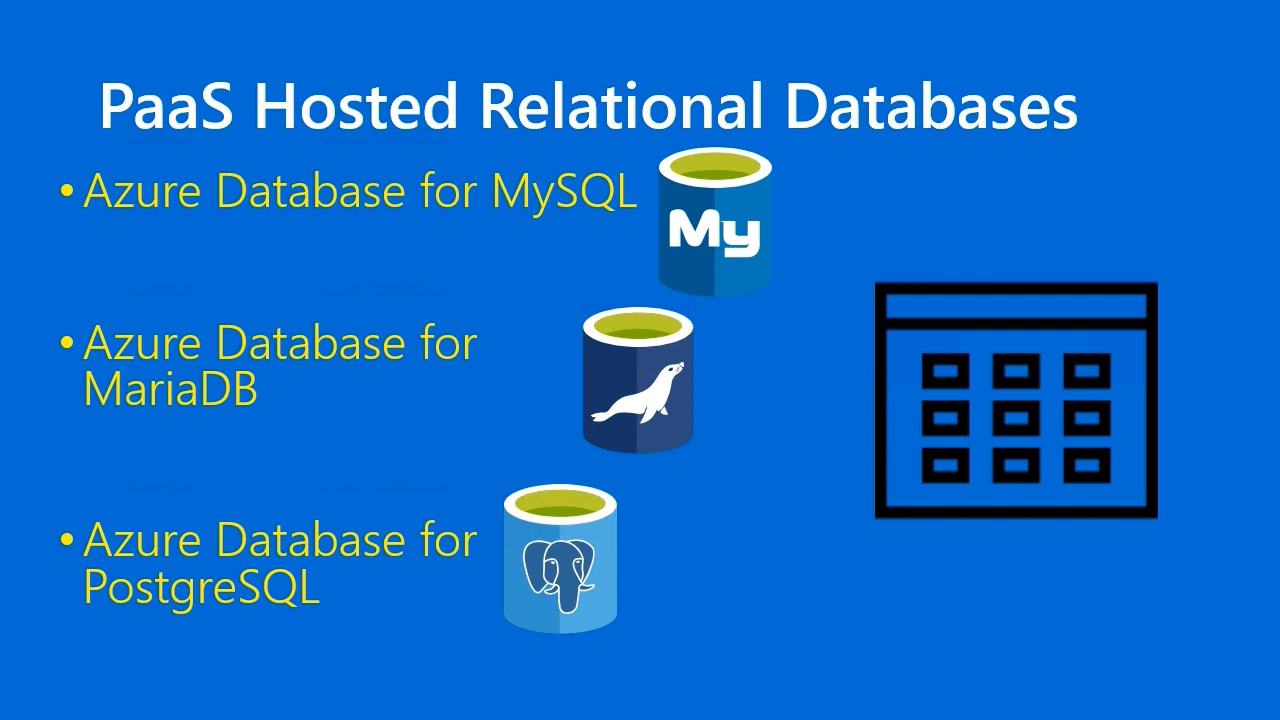 PaaS Hosted Relational Databases
• Azure Database for MySQL
My
• Azure Database for
MariaDB
• Azure Database for
PostgreSQL